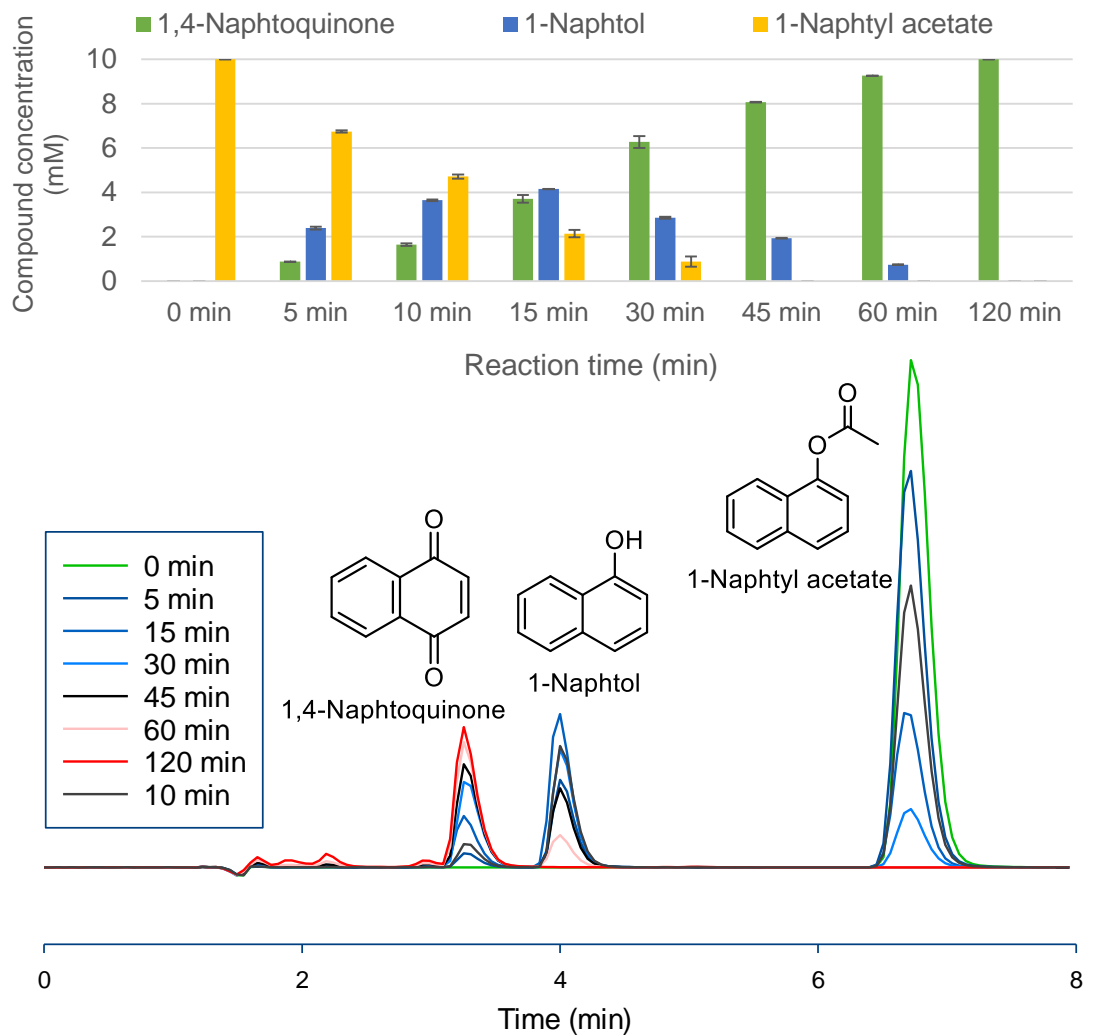 1,4-Naphtoquinone 1-Naphtol 1-Naphtyl acetate
Compound concentration
(mM)
10
8
6
4
2
0
0 min 5 min 10 min 15 min 30 min 45 min 60 min 120 min
Reaction time (min)
O
O
O
OH
1-Naphtyl acetate
O
1-Naphtol
1,4-Naphtoquinone
0 min
5 min
15 min
30 min
45 min
60 min
120 min
10 min
0 2 4 6 8
Time (min)